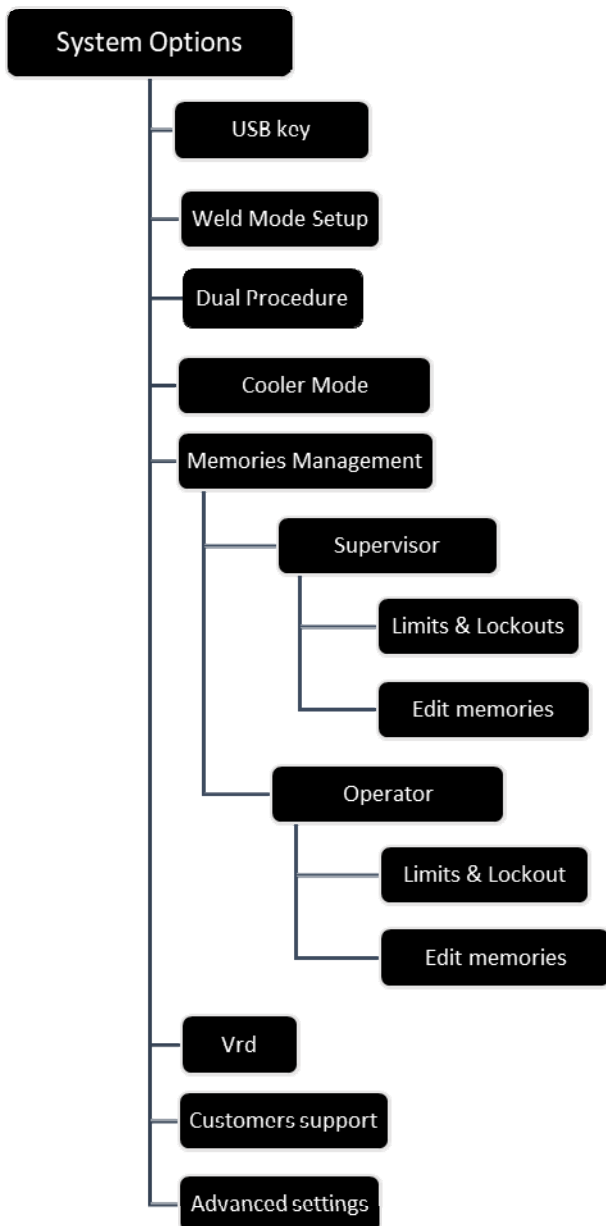 System Options
USB key
Weld Mode Setup
Dual Procedure
Cooler Mode
Memories Management
Supervisor
Limits & Lockouts
Edit memories
Operator
Limits & Lockout
Edit memories
Vrd
Customers support
Advanced settings